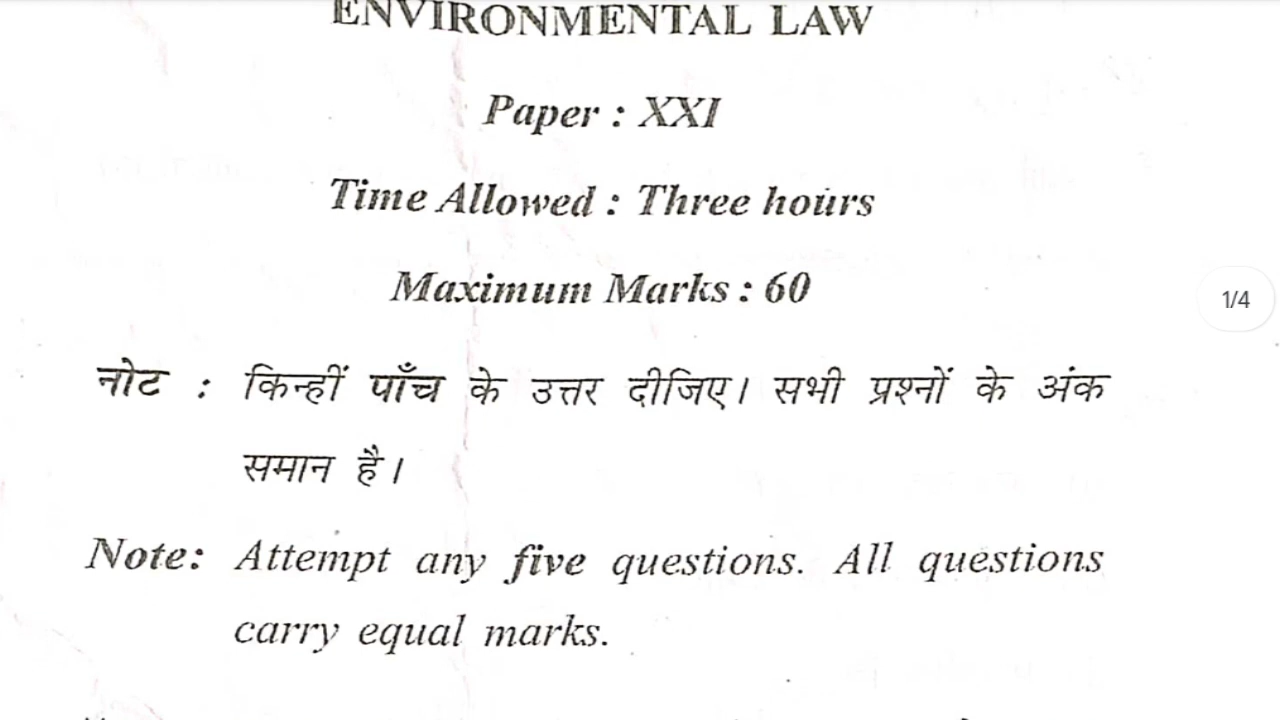 ENVIRONMENTAL LAW
Paper : XXI
Time Allowed : Three hours
Maximum Marks : 60
1/4
नोट : किन्हीं पाँच के उत्तर दीजिए। सभी प्रश्नों के अंक
समान है।
Note: Attempt any five questions. All questions
carry equal marks.